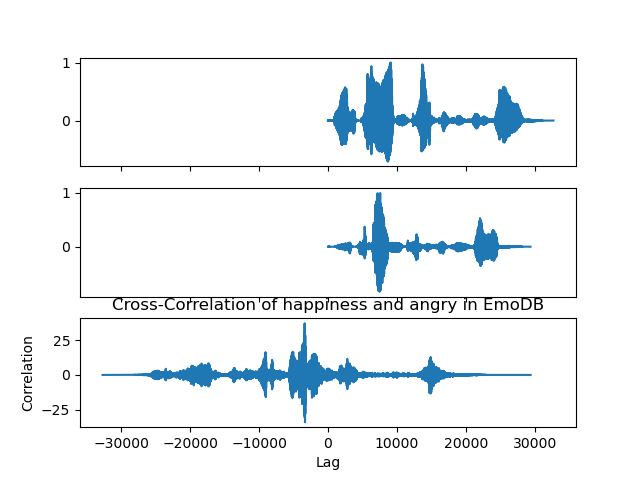 1
0
1
0
Cross-Correlation of happiness and angry in EmoDB
25
0
−25
Correlation
−30000 −20000 −10000 0 10000 20000 30000
Lag